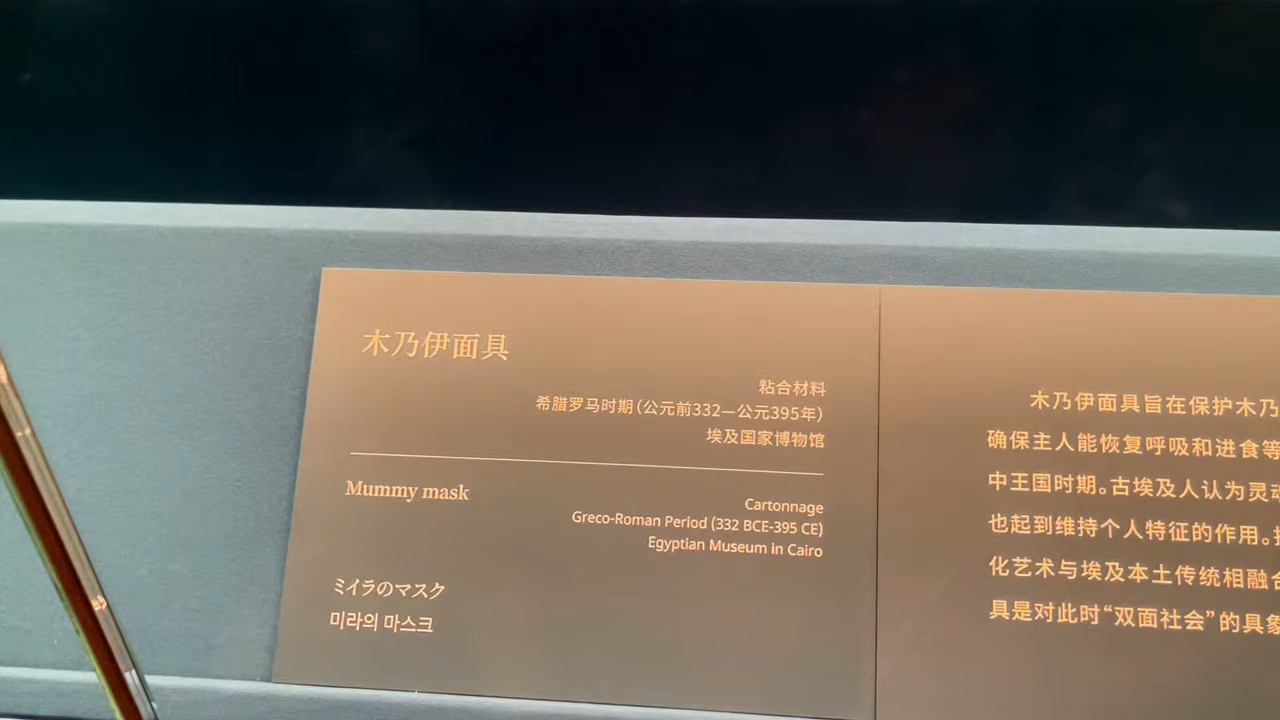 木乃伊面具
粘合材料
希腊罗马时期（公元前332—公元395年）
埃及国家博物馆
Mummy mask
Cartonnage
Greco-Roman Period (332 BCE-395 CE)
Egyptian Museum in Cairo
ミイラのマスク
미라의 마스크
木乃伊面具旨在保护木乃
确保主人能恢复呼吸和进食等
中王国时期。古埃及人认为灵
也起到维持个人特征的作用。
化艺术与埃及本土传统相融合
具是对此时“双面社会”的具象